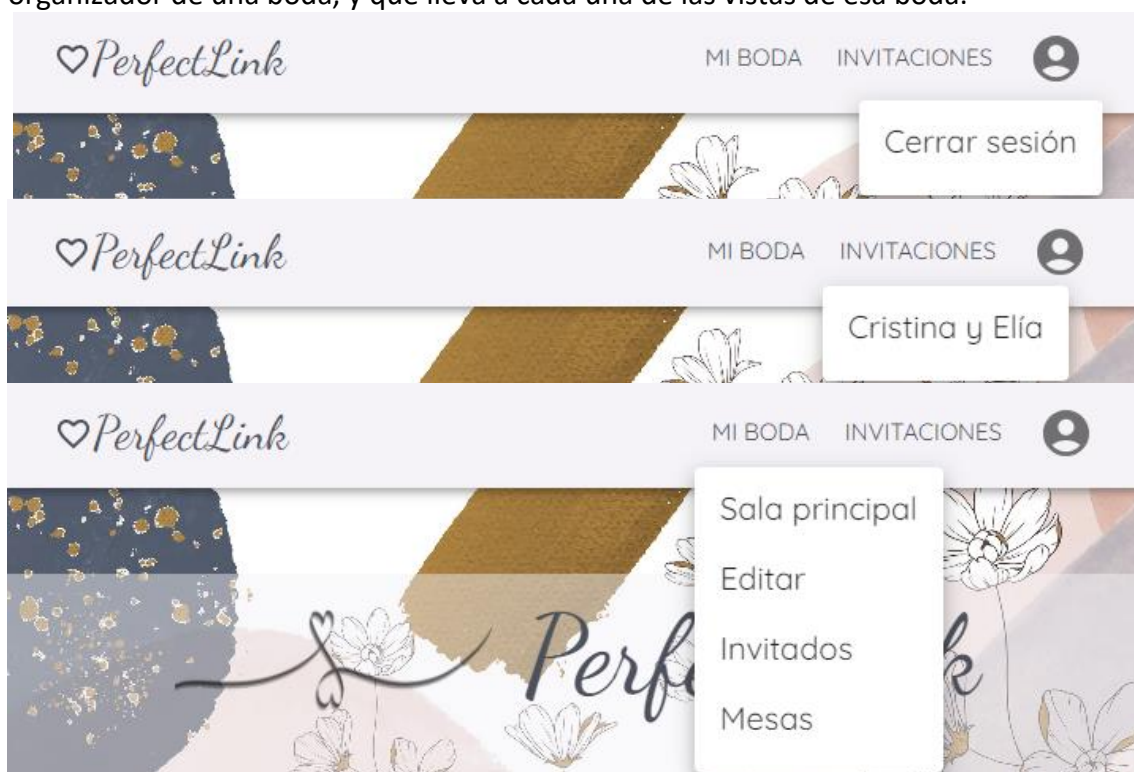 organizador de una boda, y que lleva a cada una de las vistas de esa boda.
PerfectLink MI BODA INVITACIONES
Cerrar sesión
PerfectLink MI BODA INVITACIONES
Cristina y Elía
PerfectLink MI BODA INVITACIONES
Sala principal
Editar
Invitados
Mesas
Perf k